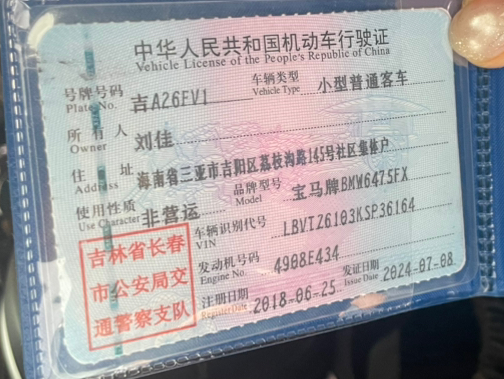 中华人民共和国机动车行驶证
Vehicle License of the People's Republic of China
号牌号码 吉A26FV1 车辆类型 小型普通客车
Plate No. Vehicle Type
所有人 刘佳
Owner
住址 海南省三亚市吉阳区荔枝沟路145号社区集体户
Address
使用性质 非营运 品牌型号 宝马牌BMW6475FX
Use Character Model
车辆识别代号 LBVTZ6103KSP36164
VIN
吉林省长春
市公安局交
通警察支队
发动机号码 4908E434
Engine No.
注册日期 2018-06-25 发证日期 2024-07-08
Register Date Issue Date